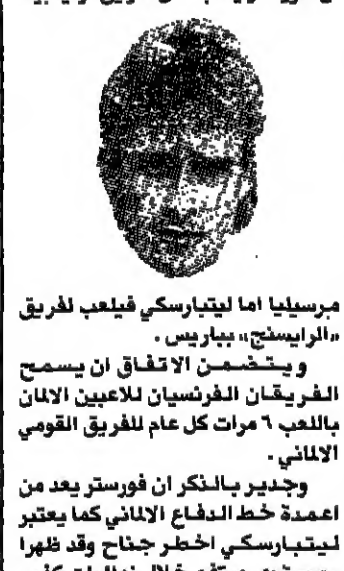 مرسيليا اما ليتبارسكي فيلعب لفريق
«الرايسنج» بباريس .
ويتضمن الاتفاق ان يسمح
الفريقان الفرنسيان للاعبين الالمان
باللعب ٦ مرات كل عام للفريق القومي
الالماني .
وجدير بالذكر ان فورستر يعد من
اعمدة خط الدفاع الالماني كما يعتبر
ليتبارسكي اخطر جناح وقد ظهرا